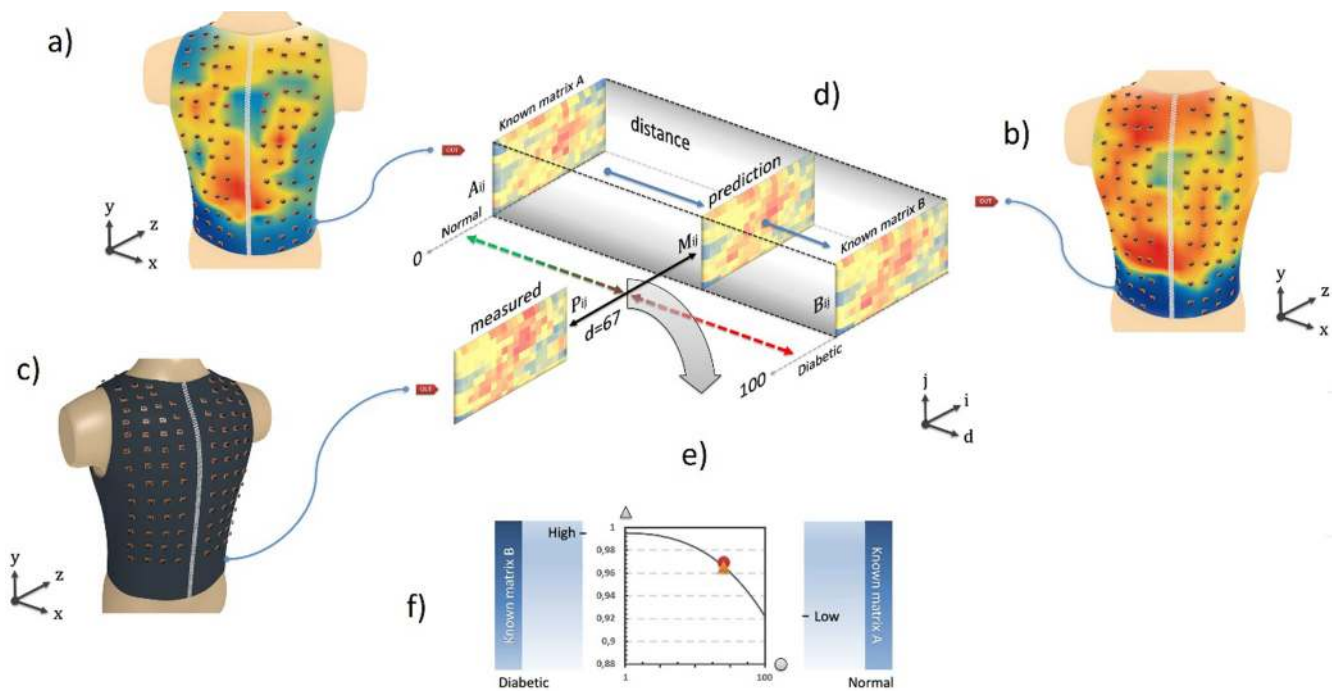 a)
y
z
x
OUT
Known matrix A
Aij
Normal
0
distance
d)
prediction
Mij
Known matrix B
Bij
measured
Pij
d=67
100
Diabetic
OUT
b)
y
z
x
c)
y
z
x
OUT
j
i
d
e)
f)
Known matrix B
Diabetic
High
1
0,98
0,96
0,94
0,92
0,9
0,88
1
100
Low
Known matrix A
Normal